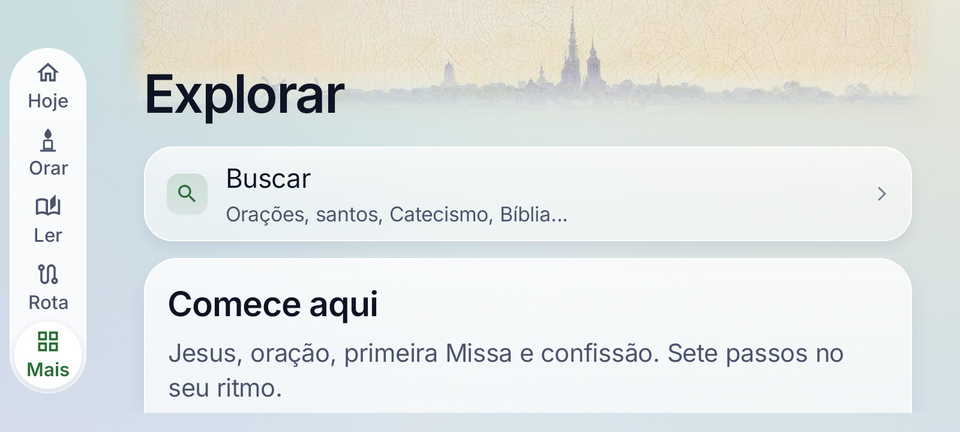 Explorar
Hoje
Orar
Ler
Rota
Mais
Buscar
Orações, santos, Catecismo, Bíblia...
Comece aqui
Jesus, oração, primeira Missa e confissão. Sete passos no
seu ritmo.